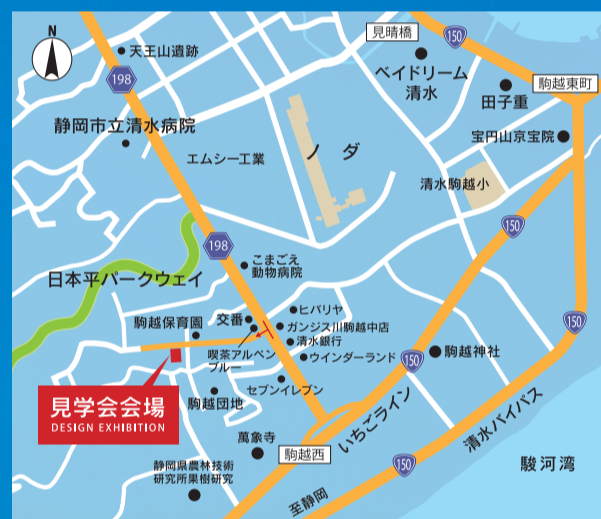 N
天王山遺跡
198
見晴橋
150
ベイドリーム
清水
田子重
駒越東町
静岡市立清水病院
宝円山京宝院
エムシー工業
ノダ
清水駒越小
150
198
日本平パークウェイ
こまごえ
動物病院
ヒバリヤ
交番
ガンジス川駒越中店
駒越保育園
清水銀行
喫茶アルペン
ブルー
ウインダーランド
150
150
駒越神社
見学会会場
DESIGN EXHIBITION
駒越団地
セブンイレブン
いちごライン
清水バイパス
萬象寺
駒越西
150
駿河湾
静岡県農林技術
研究所果樹研究
至静岡